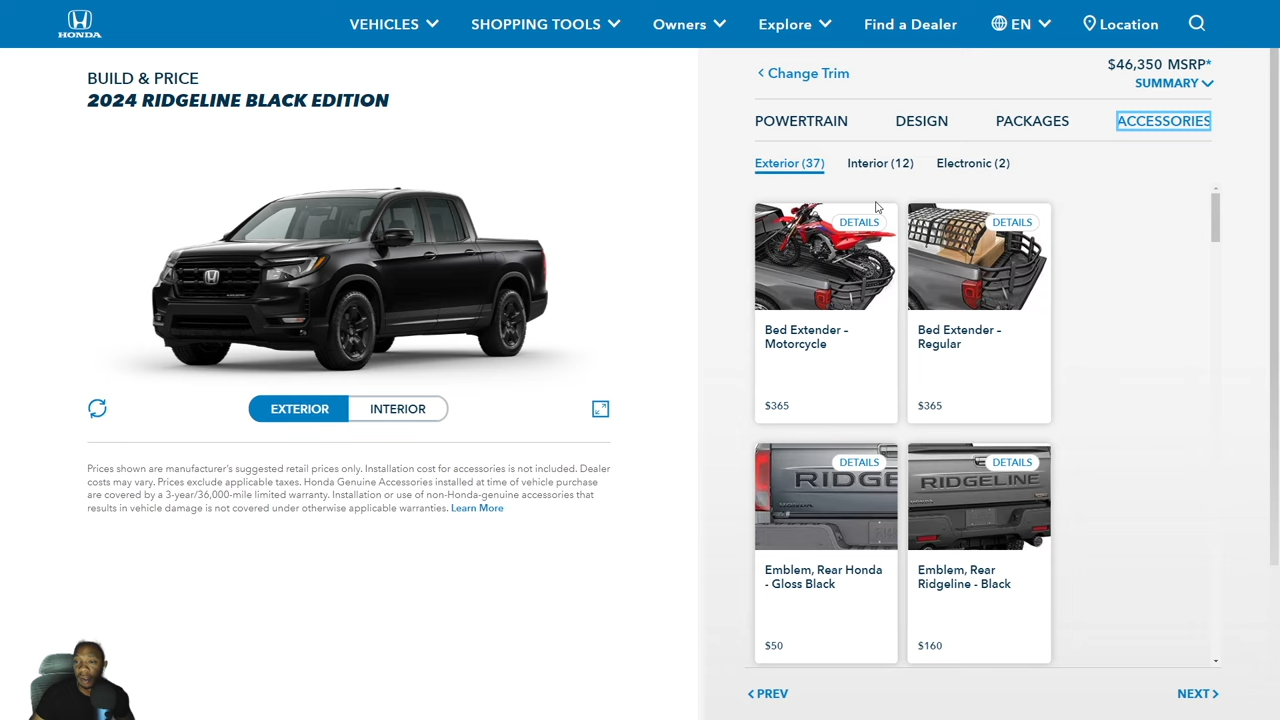 HONDA
VEHICLES
SHOPPING TOOLS
Owners
Explore
Find a Dealer
EN
Location
BUILD & PRICE
2024 RIDGELINE BLACK EDITION
Change Trim
$46,350 MSRP*
SUMMARY
POWERTRAIN
DESIGN
PACKAGES
ACCESSORIES
Exterior (37)
Interior (12)
Electronic (2)
DETAILS
DETAILS
Bed Extender –
Motorcycle
$365
Bed Extender –
Regular
$365
EXTERIOR
INTERIOR
Prices shown are manufacturer's suggested retail prices only. Installation cost for accessories is not included. Dealer
costs may vary. Prices exclude applicable taxes. Honda Genuine Accessories installed at time of vehicle purchase
are covered by a 3-year/36,000-mile limited warranty. Installation or use of non-Honda-genuine accessories that
results in vehicle damage is not covered under otherwise applicable warranties. Learn More
DETAILS
RIDGE
DETAILS
RIDGELINE
Emblem, Rear Honda
- Gloss Black
$50
Emblem, Rear
Ridgeline - Black
$160
PREV
NEXT